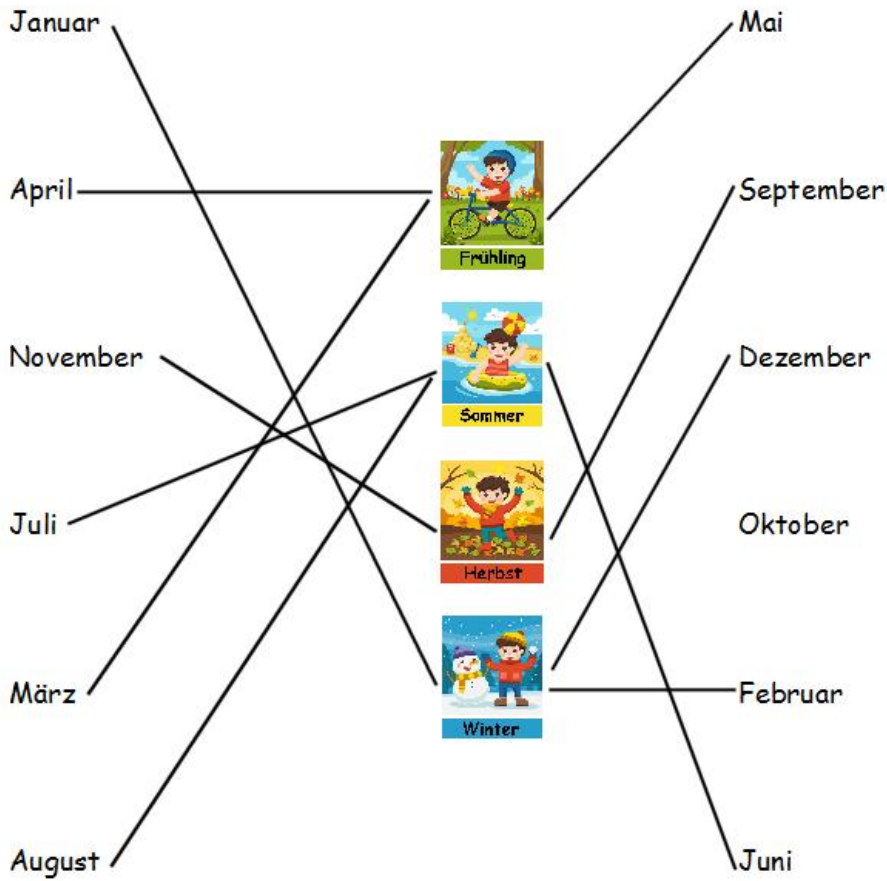 Januar
Mai
April
September
Frühling
November
Dezember
Sommer
Juli
Oktober
Herbst
März
Februar
Winter
August
Juni